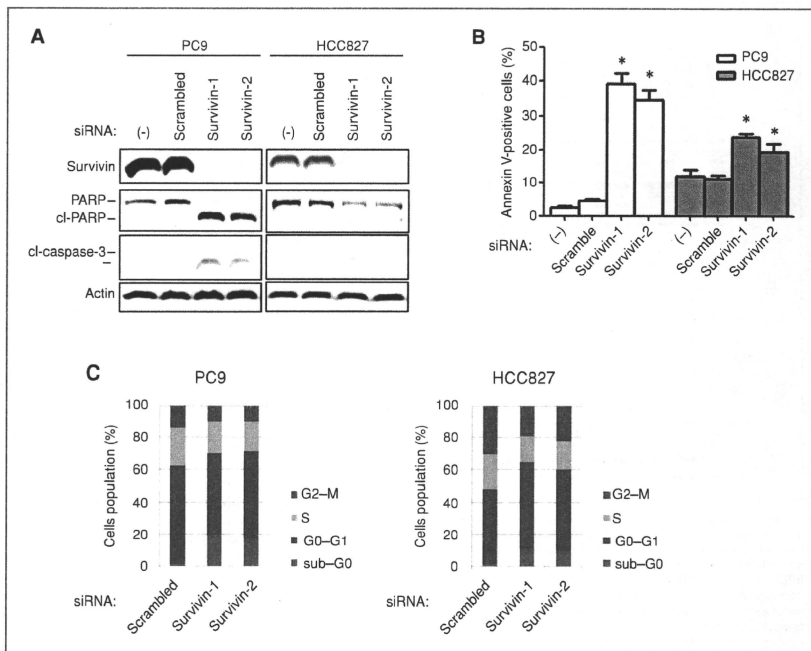 A
PC9
HCC827
siRNA:
(-)
Scrambled
Survivin-1
Survivin-2
(-)
Scrambled
Survivin-1
Survivin-2
Survivin
PARP
cl-PARP
cl-caspase-3
Actin
B
Annexin V-positive cells (%)
50
40
30
20
10
0
* * * *
PC9
HCC827
siRNA:
(-)
Scramble
Survivin-1
Survivin-2
(-)
Scramble
Survivin-1
Survivin-2
C
PC9
Cells population (%)
100
80
60
40
20
0
G2–M
S
G0–G1
sub–G0
siRNA:
Scrambled
Survivin-1
Survivin-2
HCC827
Cells population (%)
100
80
60
40
20
0
G2–M
S
G0–G1
sub–G0
siRNA:
Scrambled
Survivin-1
Survivin-2